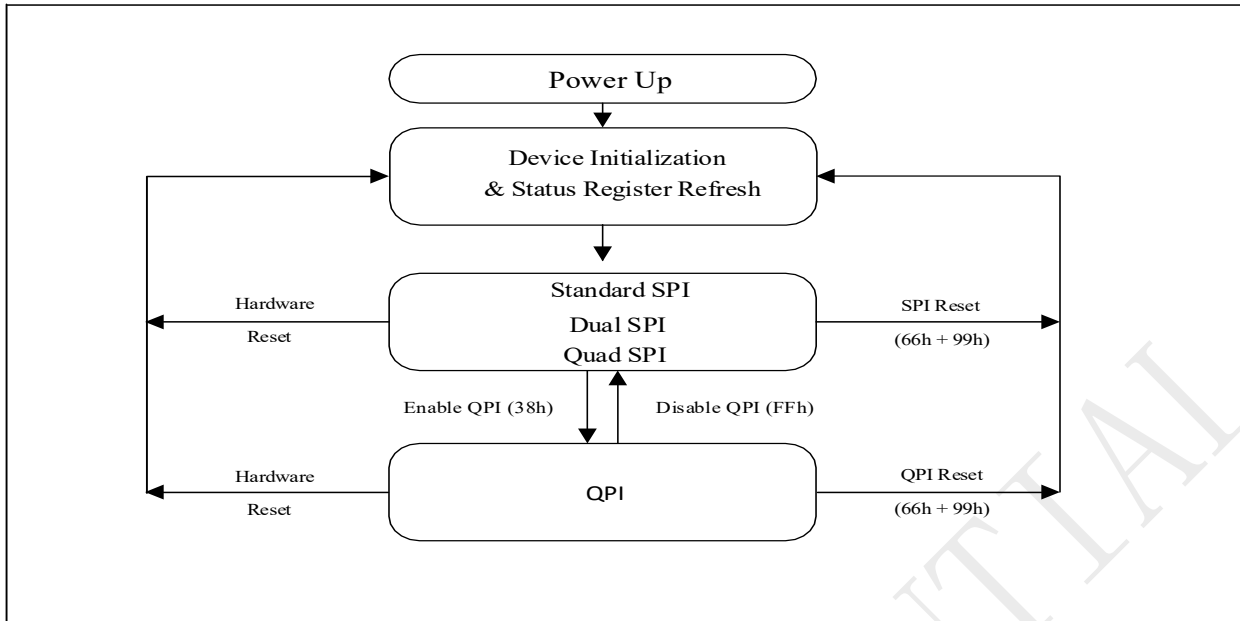 Power Up
Device Initialization
& Status Register Refresh
Standard SPI
Dual SPI
Quad SPI
Hardware
Reset
SPI Reset
(66h + 99h)
Enable QPI (38h)
Disable QPI (FFh)
QPI
Hardware
Reset
QPI Reset
(66h + 99h)
NTIAL